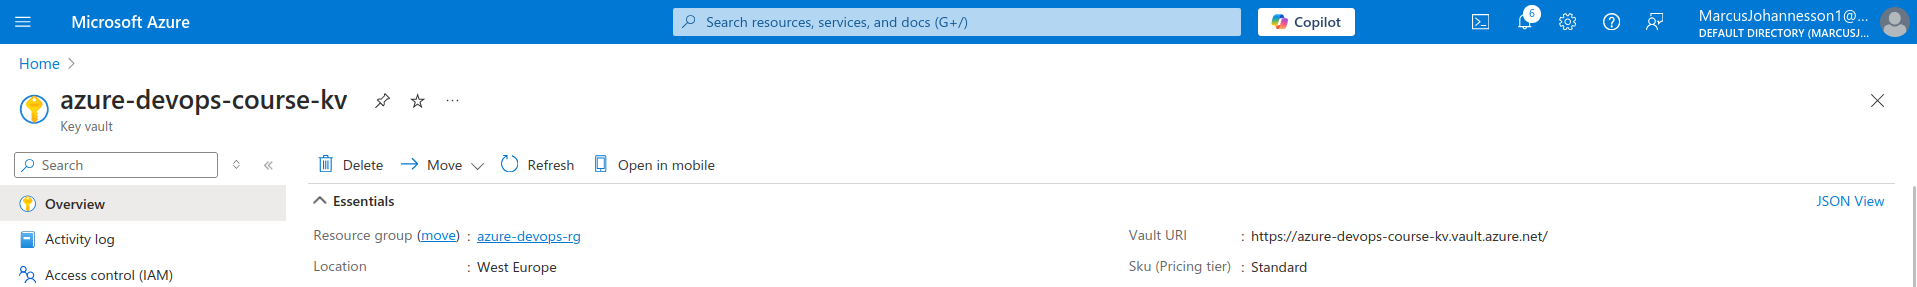 Microsoft Azure
Search resources, services, and docs (G+/)
Copilot
6
MarcusJohannesson1@...
DEFAULT DIRECTORY (MARCUSJ...
Home
azure-devops-course-kv
Key vault
Search
Delete
Move
Refresh
Open in mobile
Overview
Activity log
Access control (IAM)
Essentials
JSON View
Resource group (move) : azure-devops-rg
Location : West Europe
Vault URI : https://azure-devops-course-kv.vault.azure.net/
Sku (Pricing tier) : Standard